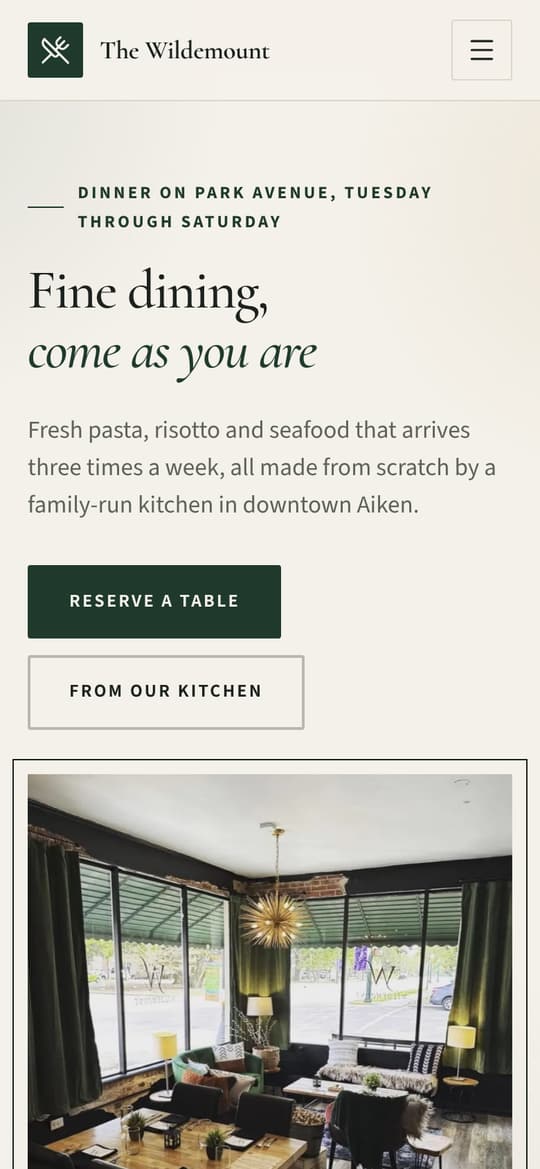 The Wildemount
DINNER ON PARK AVENUE, TUESDAY
THROUGH SATURDAY
Fine dining,
come as you are
Fresh pasta, risotto and seafood that arrives
three times a week, all made from scratch by a
family-run kitchen in downtown Aiken.
RESERVE A TABLE
FROM OUR KITCHEN
W
W